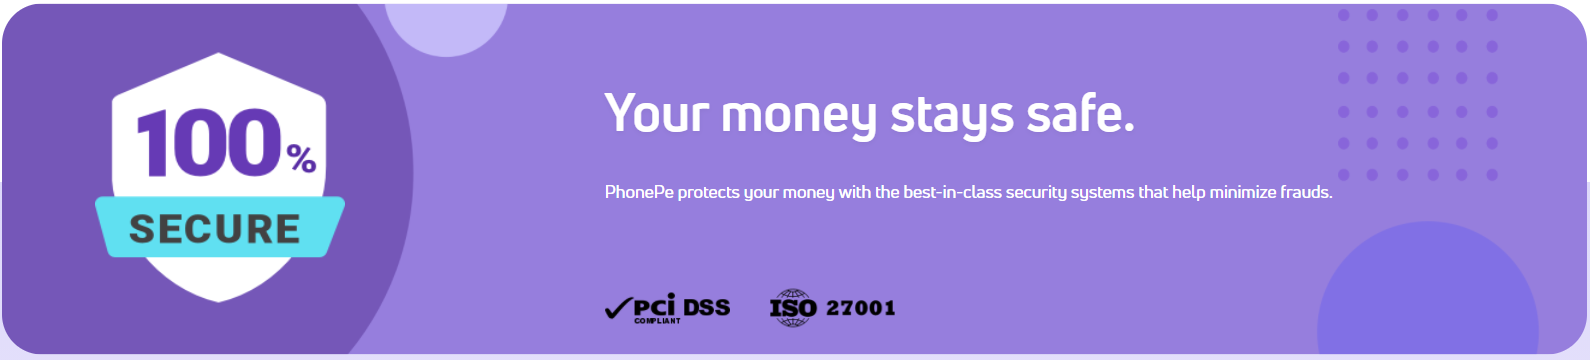 100%
SECURE
Your money stays safe.
PhonePe protects your money with the best-in-class security systems that help minimize frauds.
PCi DSS
COMPLIANT
ISO 27001